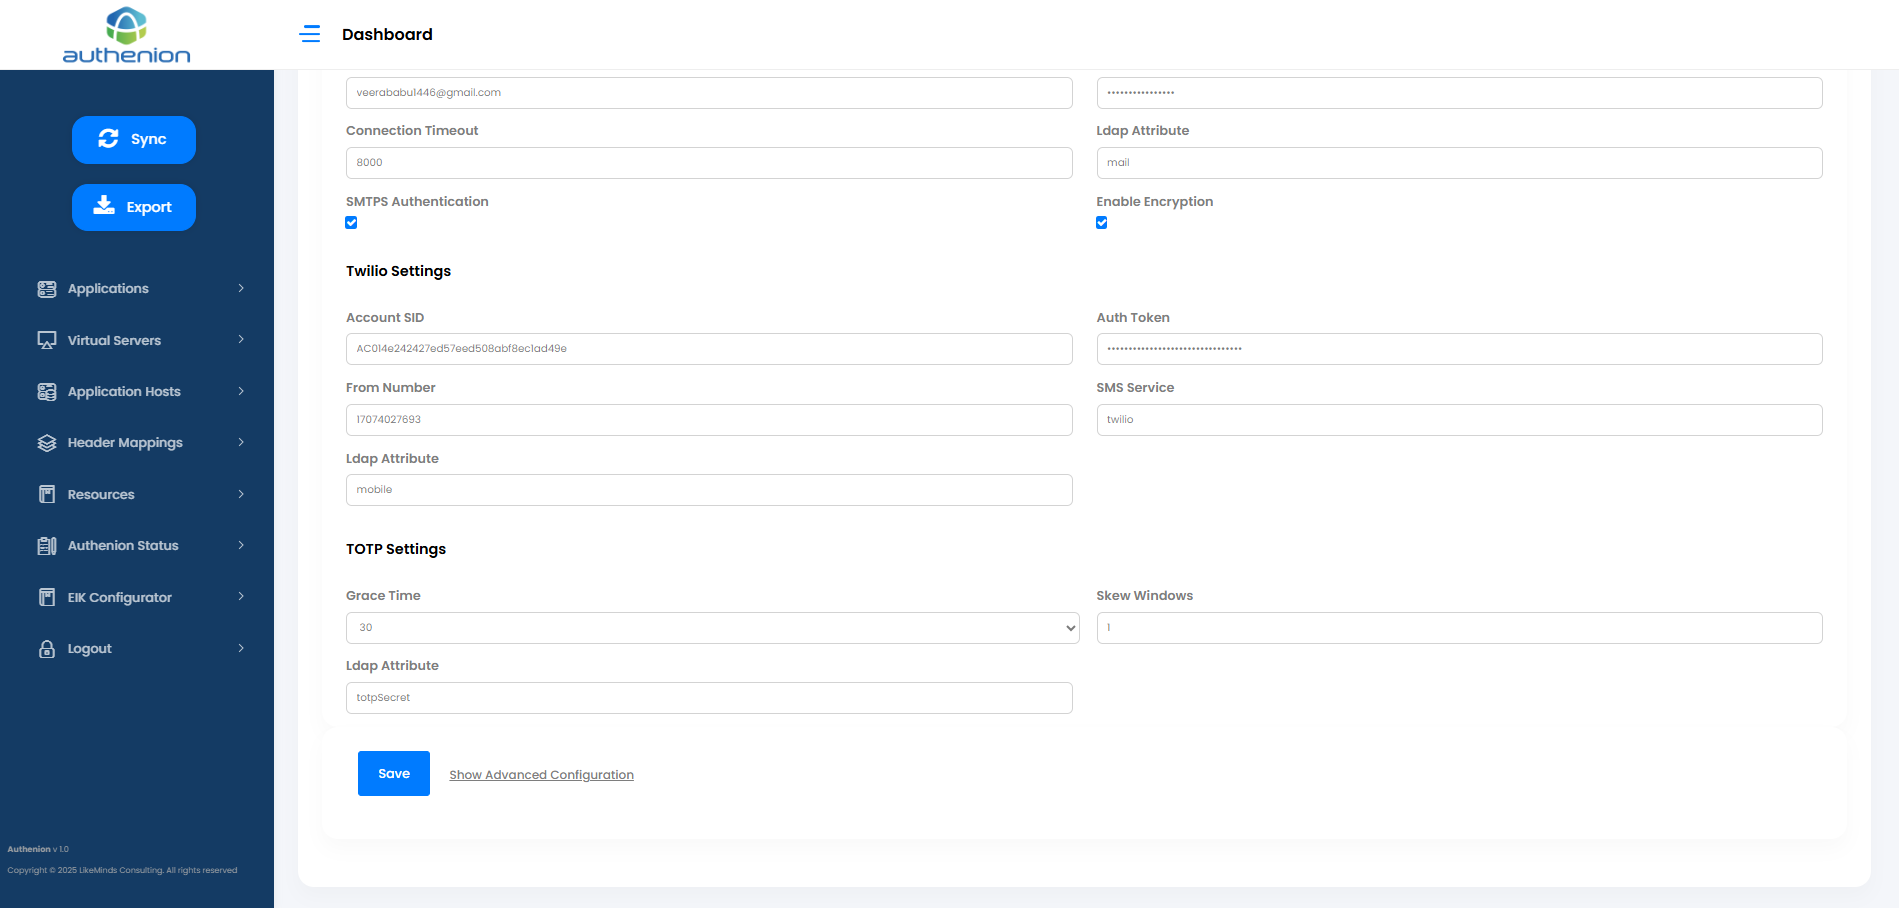 authenion
Dashboard
Sync
Export
Applications
Virtual Servers
Application Hosts
Header Mappings
Resources
Authenion Status
EIK Configurator
Logout
Authenion v 1.0
Copyright © 2025 LikeMinds Consulting. All rights reserved
veerababu1446@gmail.com
••••••••••••••••
Connection Timeout
Ldap Attribute
8000
mail
SMTPS Authentication
Enable Encryption
Twilio Settings
Account SID
Auth Token
AC014e242427ed57eed508abf8ec1ad49e
••••••••••••••••••••••••••••••••
From Number
SMS Service
17074027693
twilio
Ldap Attribute
mobile
TOTP Settings
Grace Time
Skew Windows
30
1
Ldap Attribute
totpSecret
Save
Show Advanced Configuration